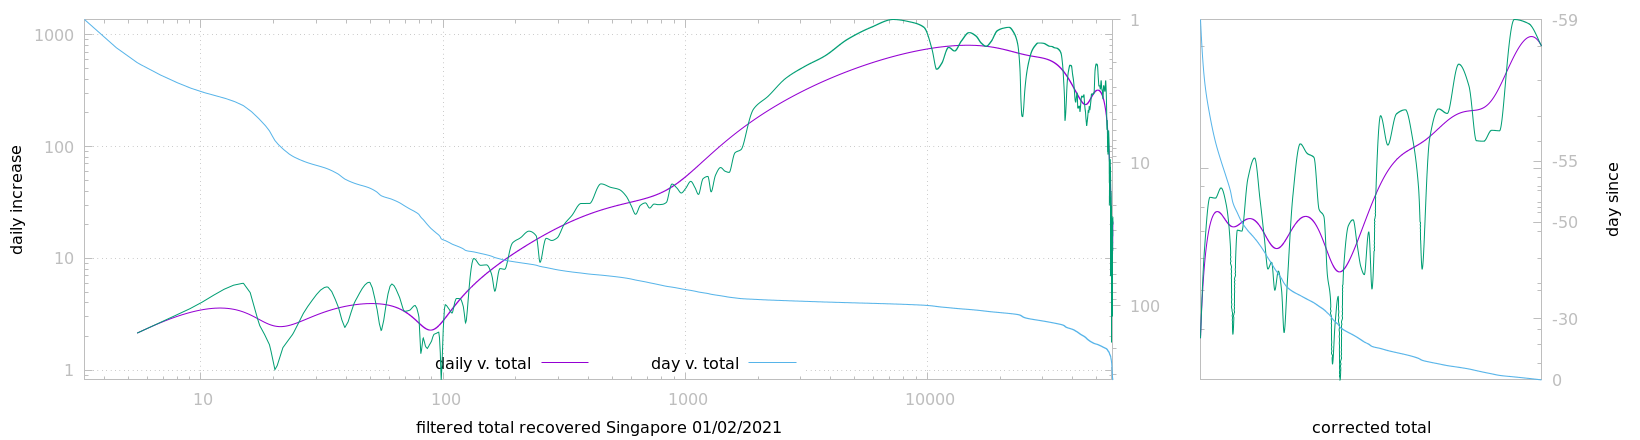 daily increase
1000
100
10
1
10
100
1000
10000
1
10
100
daily v. total
day v. total
filtered total recovered Singapore 01/02/2021
-59
-55
-50
-30
0
day since
corrected total